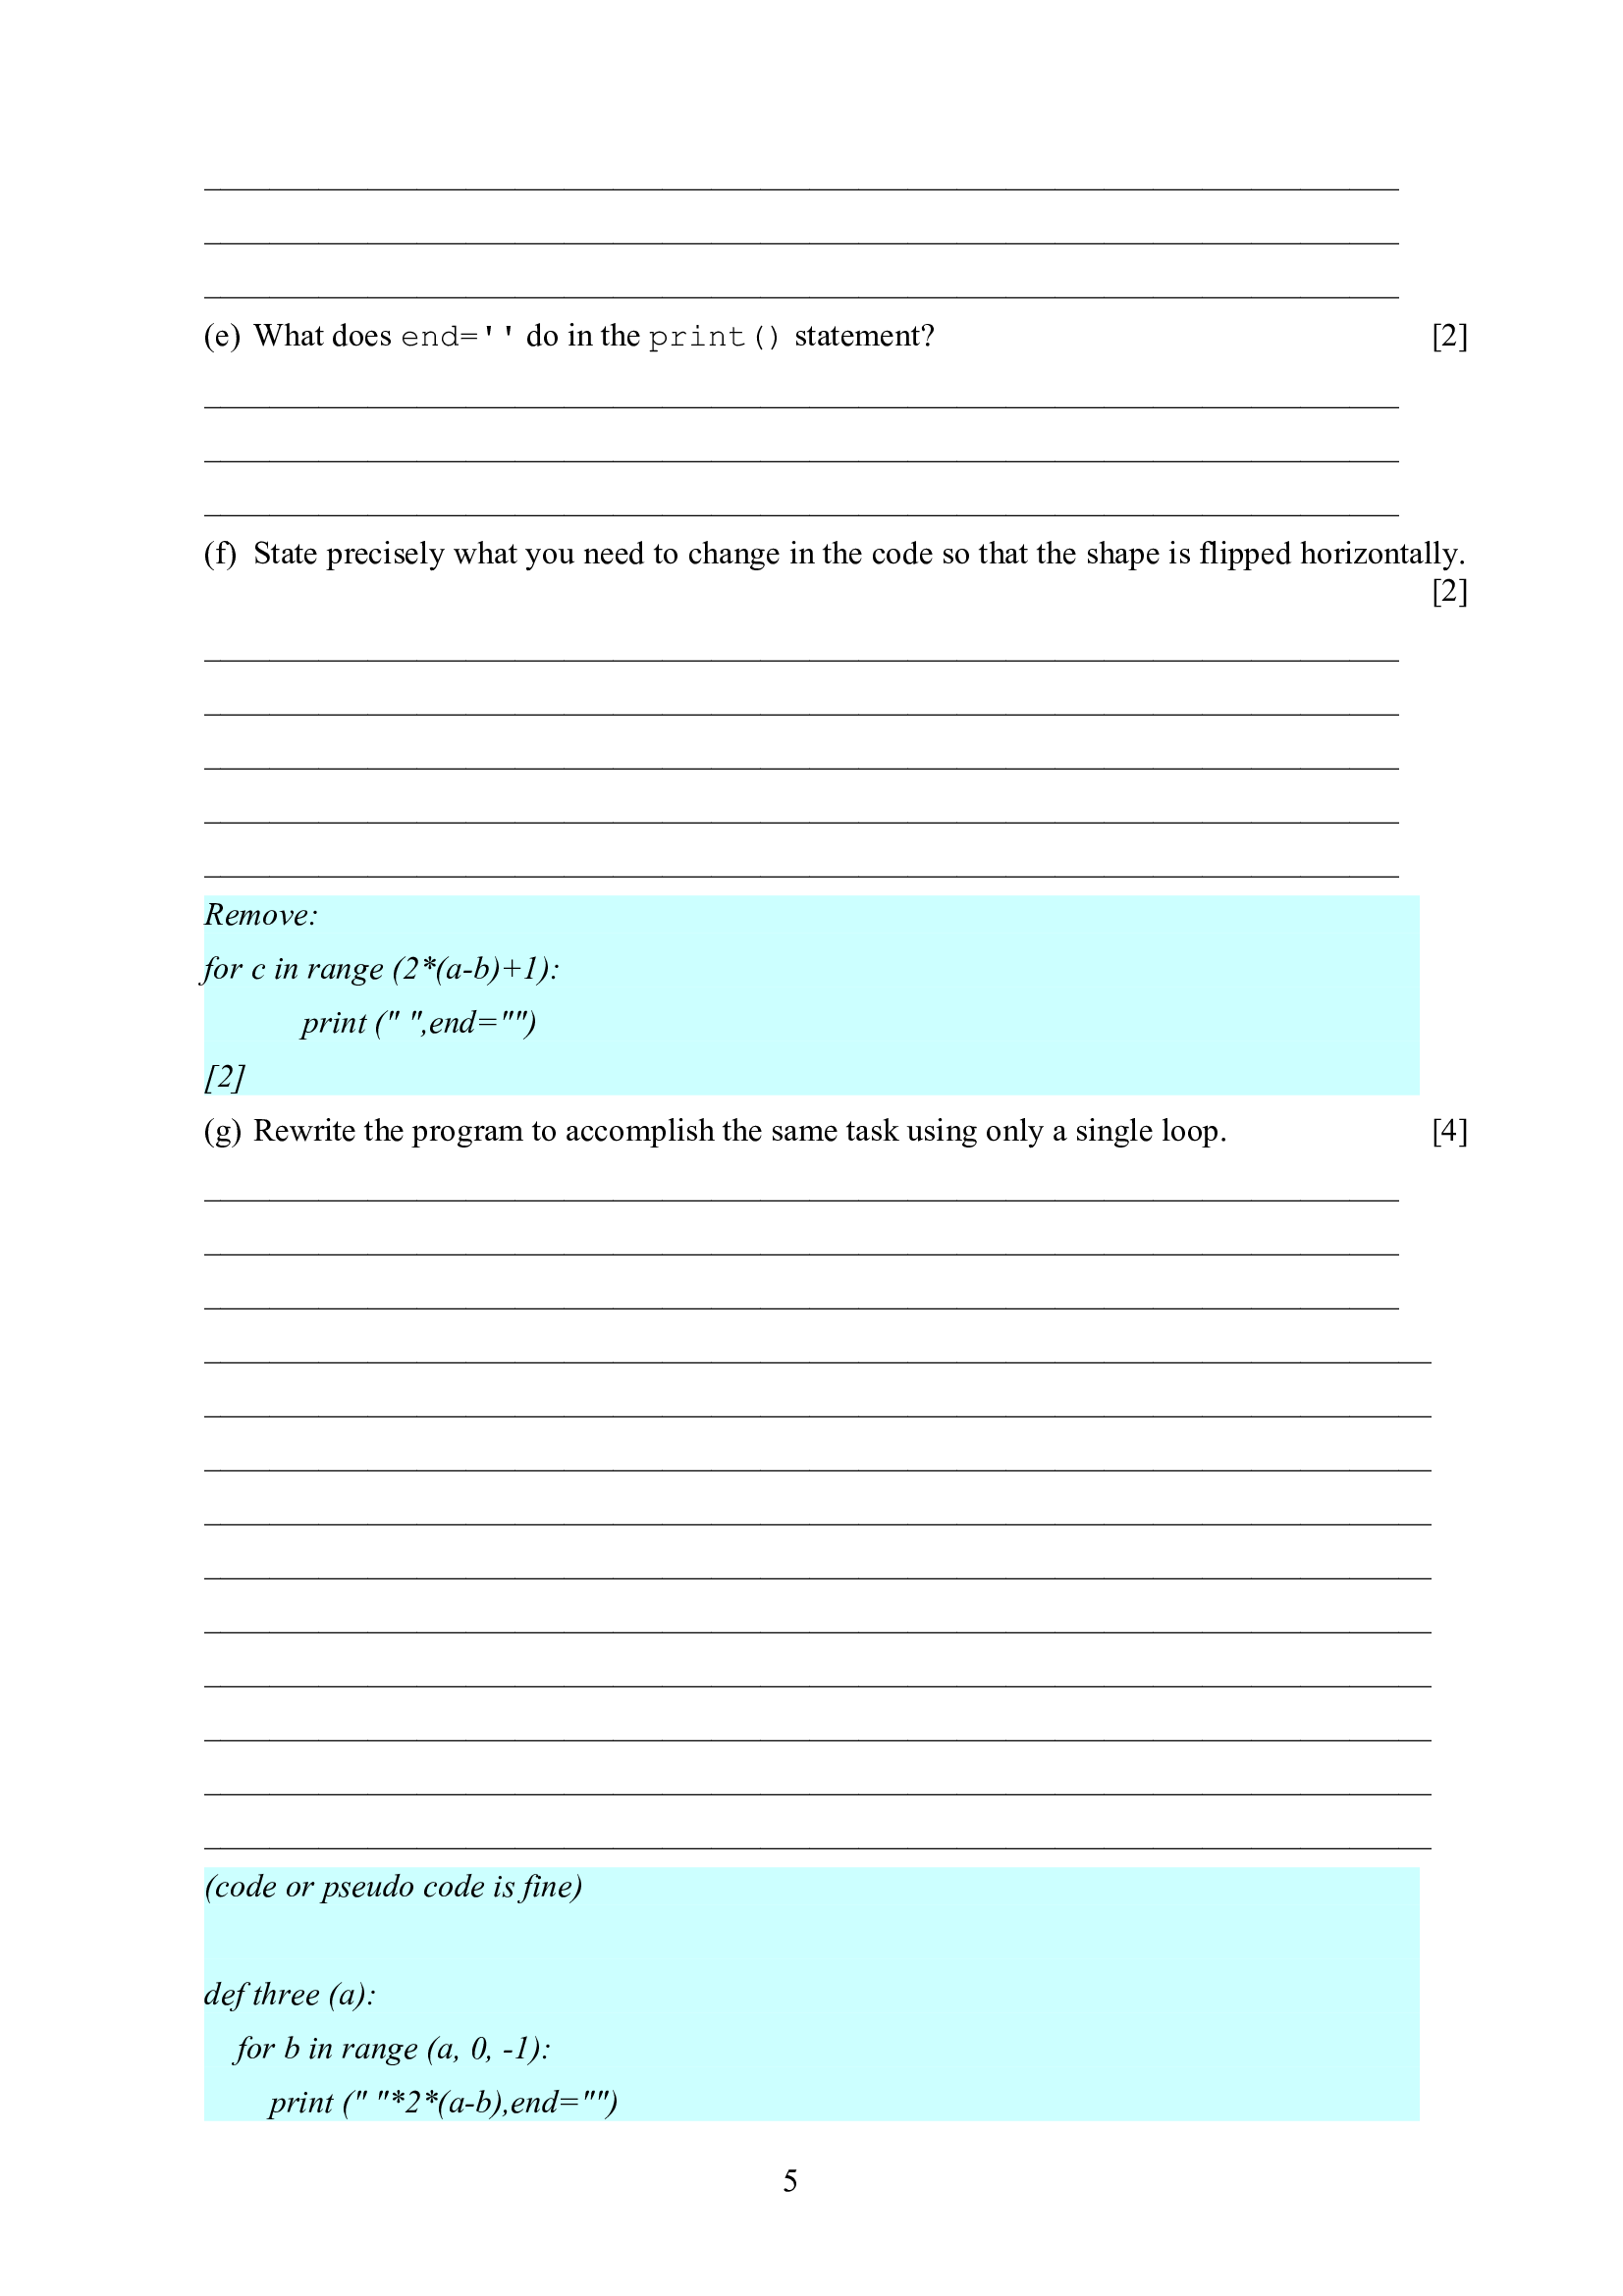 (e) What does end='' do in the print() statement? [2]
(f) State precisely what you need to change in the code so that the shape is flipped horizontally.
[2]
Remove:
for c in range (2*(a-b)+1):
print (" ",end="")
[2]
(g) Rewrite the program to accomplish the same task using only a single loop. [4]
(code or pseudo code is fine)
def three (a):
for b in range (a, 0, -1):
print (" "*2*(a-b),end="")
5